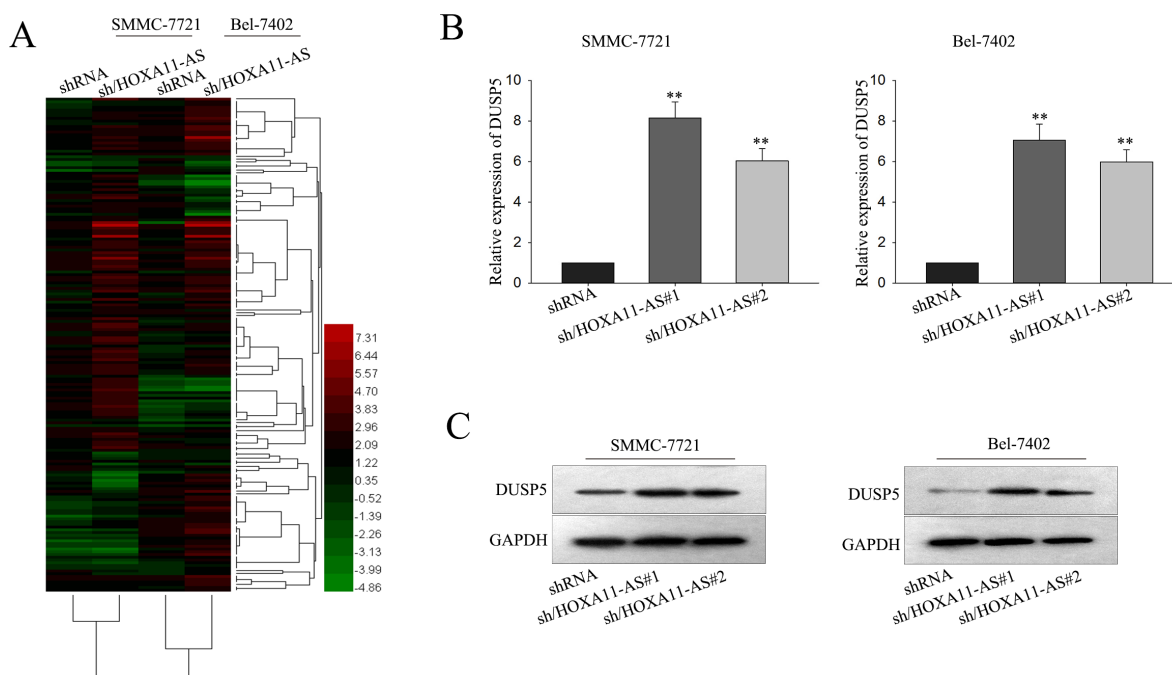 A
SMMC-7721
Bel-7402
shRNA
sh/HOXA11-AS
shRNA
sh/HOXA11-AS
7.31
6.44
5.57
4.70
3.83
2.96
2.09
1.22
0.35
-0.52
-1.39
-2.26
-3.13
-3.99
-4.86
B
SMMC-7721
Relative expression of DUSP5
10
8
6
4
2
0
**
**
shRNA
sh/HOXA11-AS#1
sh/HOXA11-AS#2
Bel-7402
Relative expression of DUSP5
10
8
6
4
2
0
**
**
shRNA
sh/HOXA11-AS#1
sh/HOXA11-AS#2
C
SMMC-7721
DUSP5
GAPDH
shRNA
sh/HOXA11-AS#1
sh/HOXA11-AS#2
Bel-7402
DUSP5
GAPDH
shRNA
sh/HOXA11-AS#1
sh/HOXA11-AS#2